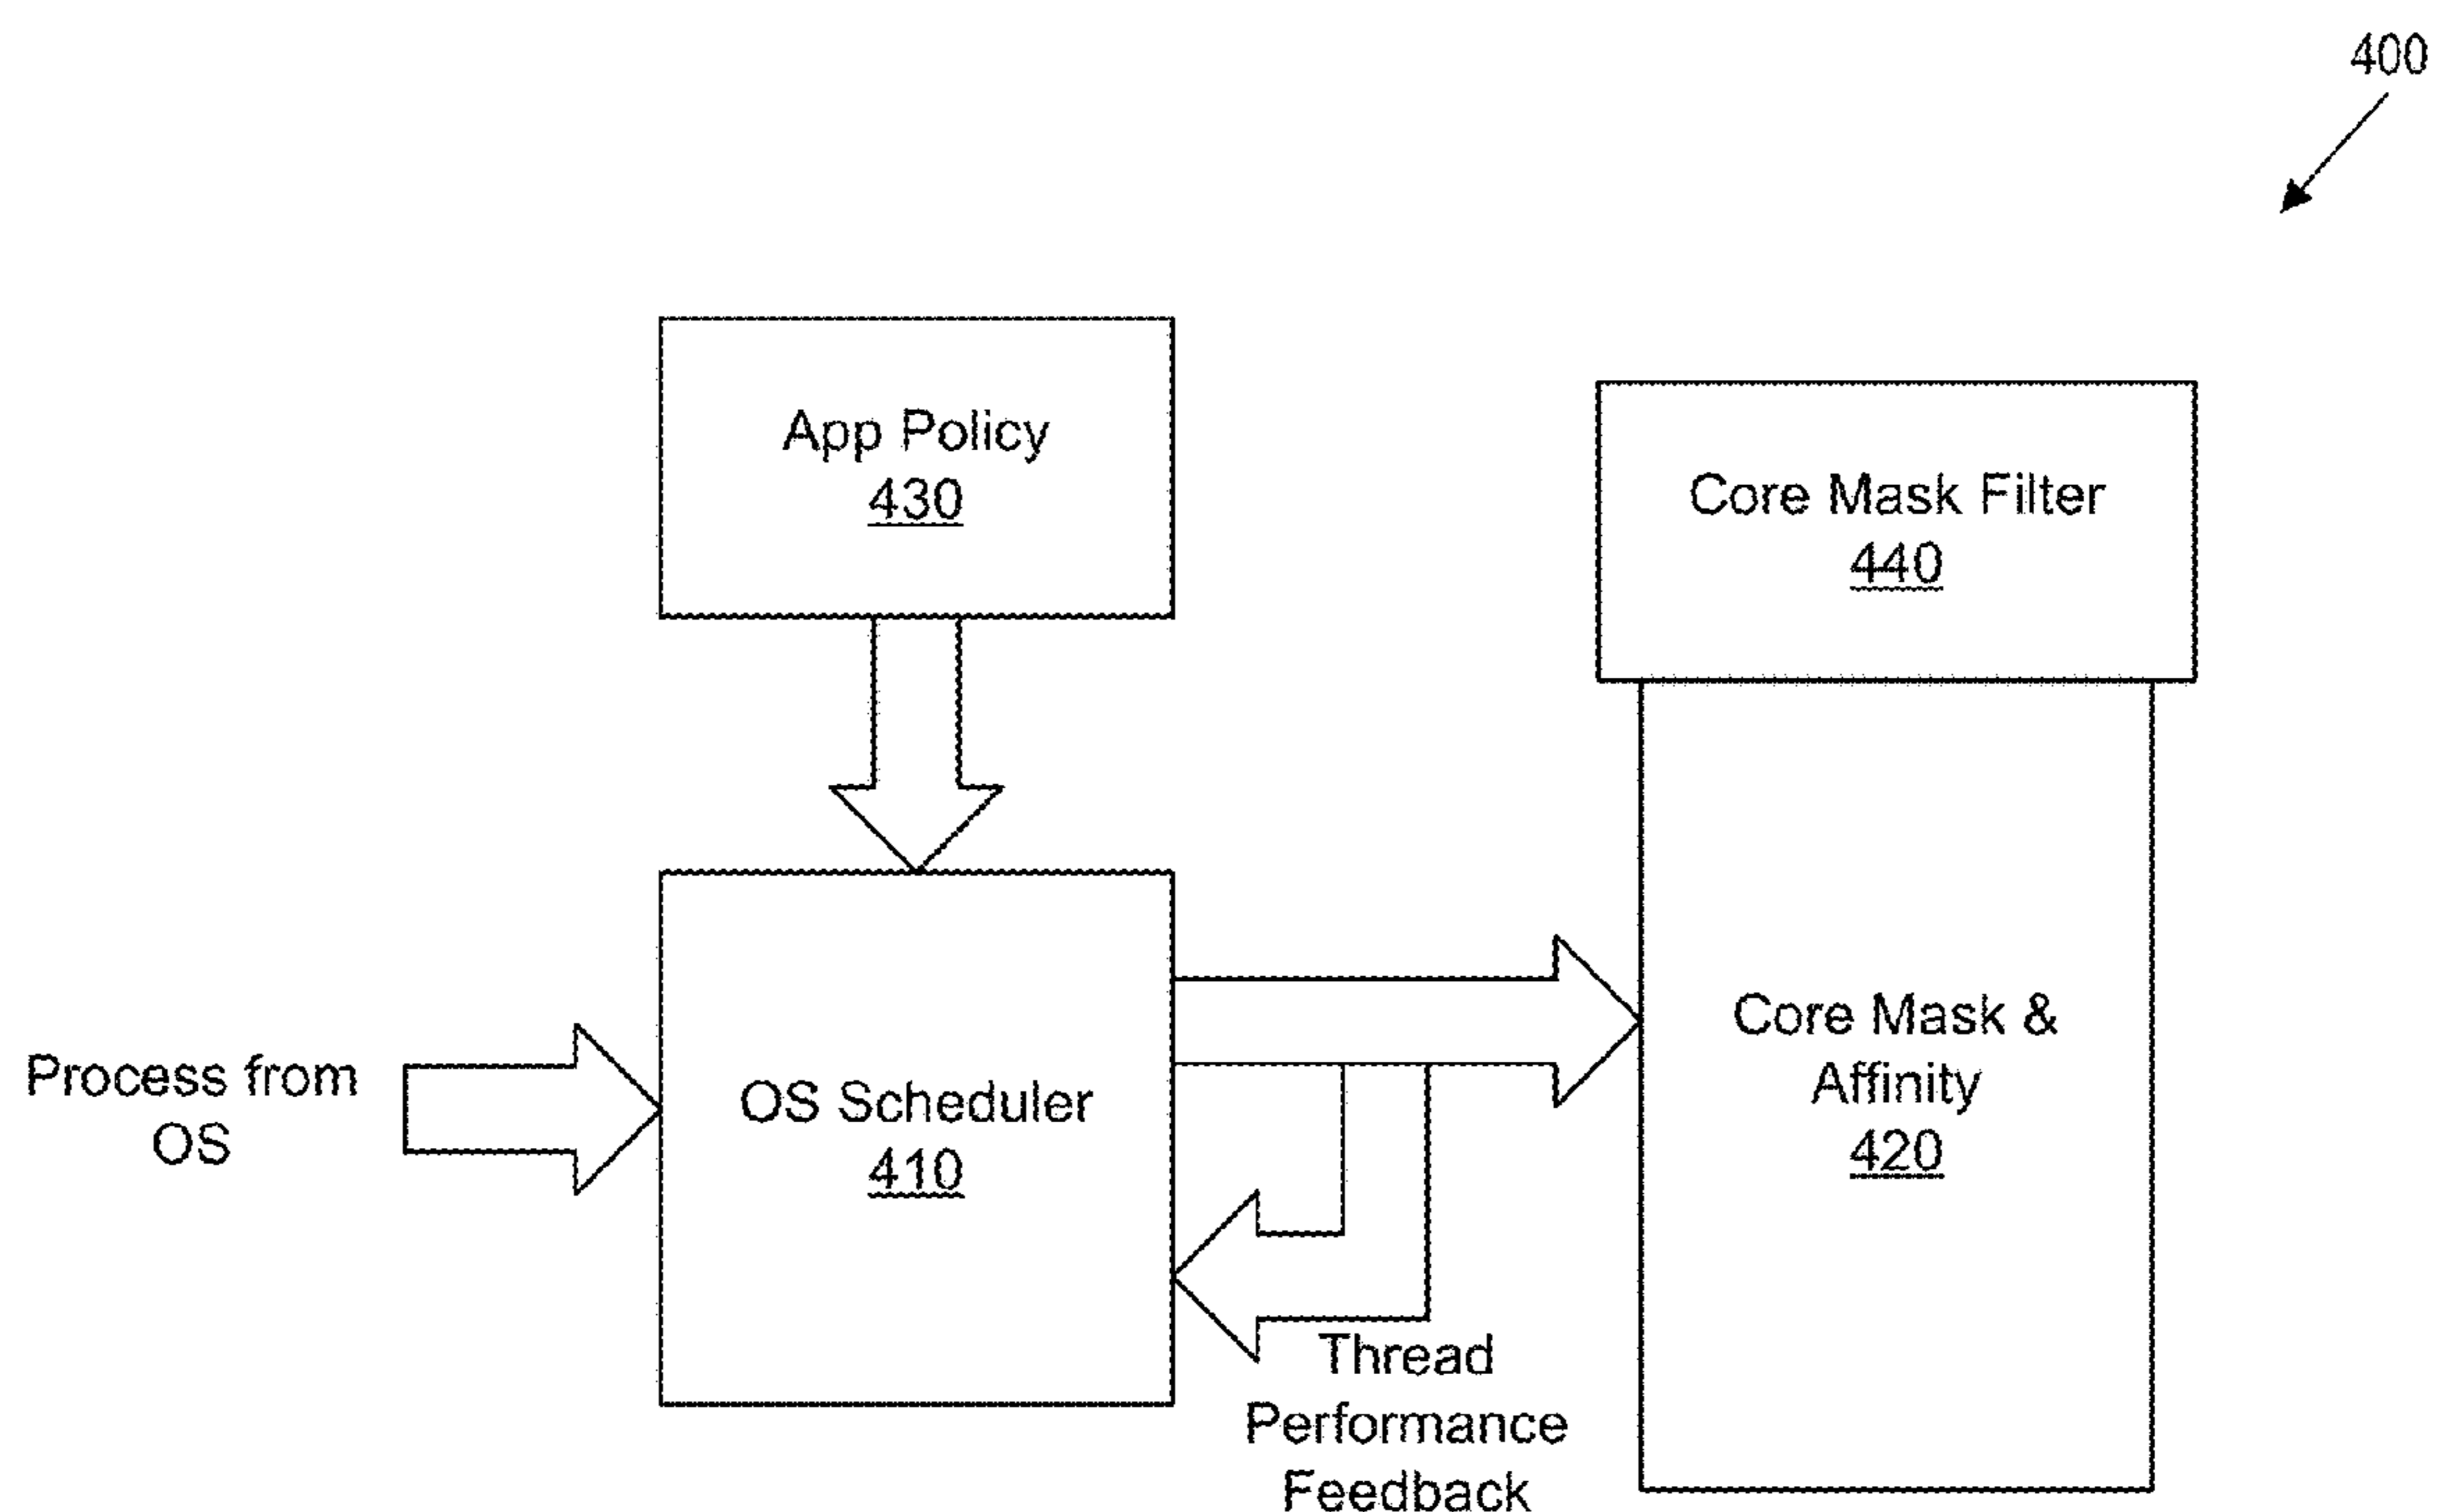 400
App Policy
430
Core Mask Filter
440
Process from
OS
OS Scheduler
410
Core Mask &
Affinity
420
Thread
Performance
Feedback